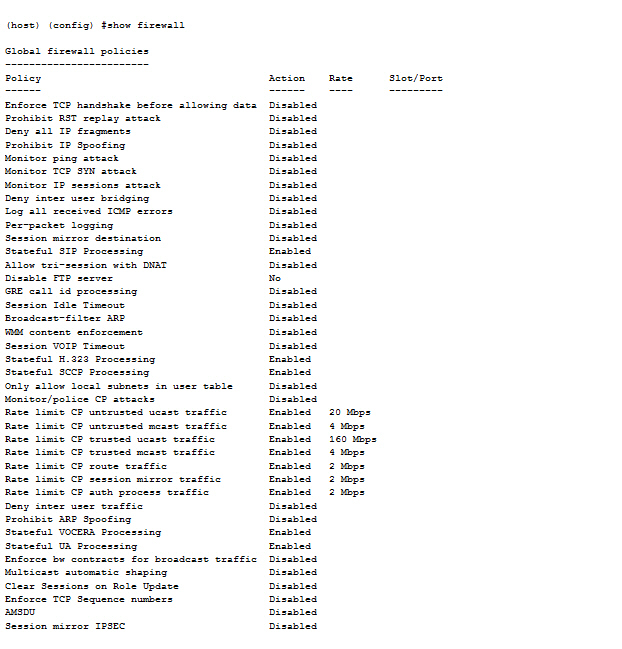 (host) (config) #show firewall
Global firewall policies
------------------------
Policy Action Rate Slot/Port
------ ------ ---- ---------
Enforce TCP handshake before allowing data Disabled
Prohibit RST replay attack Disabled
Deny all IP fragments Disabled
Prohibit IP Spoofing Disabled
Monitor ping attack Disabled
Monitor TCP SYN attack Disabled
Monitor IP sessions attack Disabled
Deny inter user bridging Disabled
Log all received ICMP errors Disabled
Per-packet logging Disabled
Session mirror destination Disabled
Stateful SIP Processing Enabled
Allow tri-session with DNAT Disabled
Disable FTP server No
GRE call id processing Disabled
Session Idle Timeout Disabled
Broadcast-filter ARP Disabled
WMM content enforcement Disabled
Session VOIP Timeout Disabled
Stateful H.323 Processing Enabled
Stateful SCCP Processing Enabled
Only allow local subnets in user table Disabled
Monitor/police CP attacks Disabled
Rate limit CP untrusted ucast traffic Enabled 20 Mbps
Rate limit CP untrusted mcast traffic Enabled 4 Mbps
Rate limit CP trusted ucast traffic Enabled 160 Mbps
Rate limit CP trusted mcast traffic Enabled 4 Mbps
Rate limit CP route traffic Enabled 2 Mbps
Rate limit CP session mirror traffic Enabled 2 Mbps
Rate limit CP auth process traffic Enabled 2 Mbps
Deny inter user traffic Disabled
Prohibit ARP Spoofing Disabled
Stateful VOCERA Processing Enabled
Stateful UA Processing Enabled
Enforce bw contracts for broadcast traffic Disabled
Multicast automatic shaping Disabled
Clear Sessions on Role Update Disabled
Enforce TCP Sequence numbers Disabled
AMSDU Disabled
Session mirror IPSEC Disabled